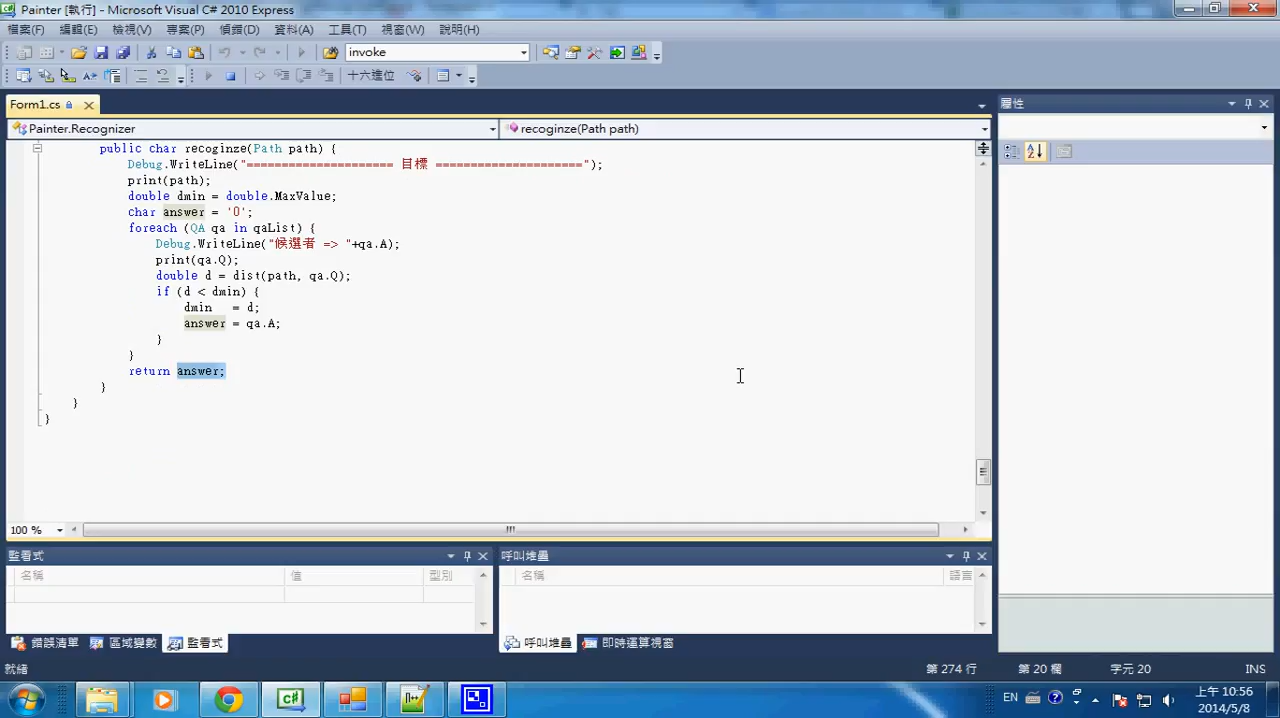 Painter [執行] - Microsoft Visual C# 2010 Express
檔案(F) 編輯(E) 檢視(V) 專案(P) 偵錯(D) 資料(A) 工具(T) 視窗(W) 說明(H)
invoke
十六進位
Form1.cs
屬性
Painter.Recognizer
recoginze(Path path)
public char recoginze(Path path) {
Debug.WriteLine("===================== 目標 =====================");
print(path);
double dmin = double.MaxValue;
char answer = '0';
foreach (QA qa in qaList) {
Debug.WriteLine("候選者 => "+qa.A);
print(qa.Q);
double d = dist(path, qa.Q);
if (d < dmin) {
dmin   = d;
answer = qa.A;
}
}
return answer;
}
}
}
100 %
監看式
名稱 值 型別
呼叫堆疊
名稱 語言
錯誤清單 區域變數 監看式
呼叫堆疊 即時運算視窗
就緒 第 274 行 第 20 欄 字元 20 INS
EN
上午 10:56
2014/5/8